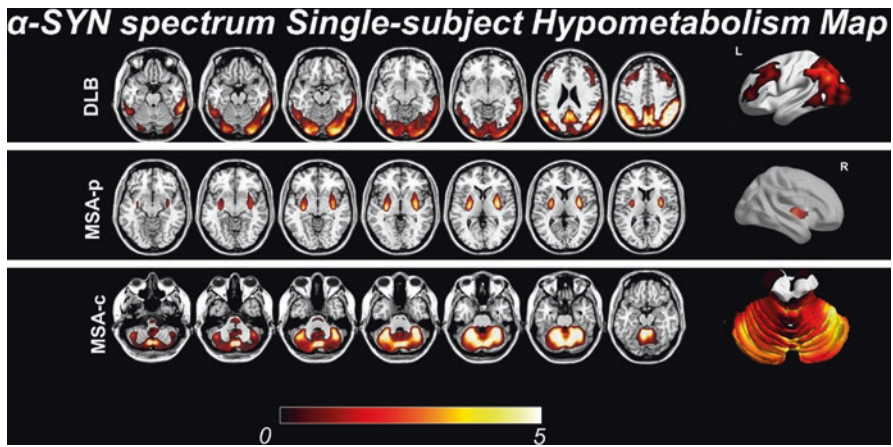 α-SYN spectrum Single-subject Hypometabolism Map
DLB
L
MSA-p
R
MSA-c
0
5